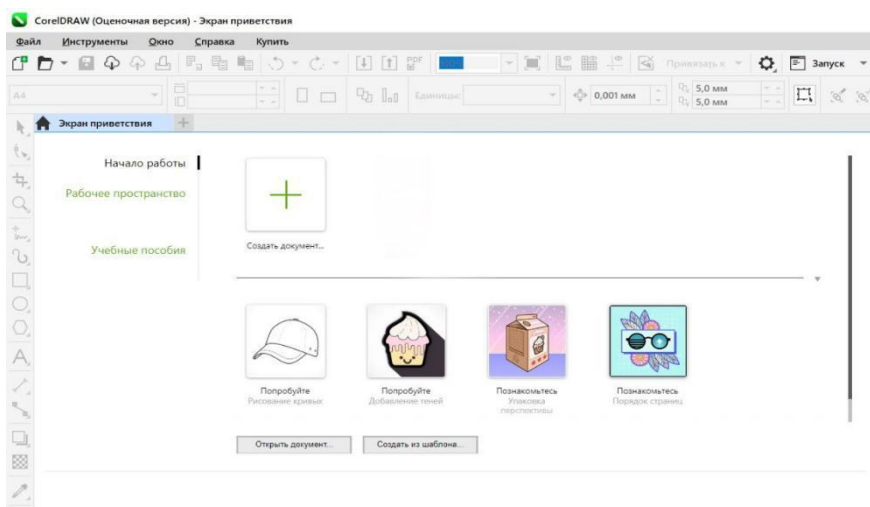 CorelDRAW (Оценочная версия) - Экран приветствия
Файл Инструменты Окно Справка Купить
PDF Привязать к Запуск
A4 Единицы: 0,001 мм 5,0 мм
5,0 мм
Экран приветствия
Начало работы
Рабочее пространство
Учебные пособия
Создать документ...
Попробуйте
Рисование кривых
Попробуйте
Добавление теней
Познакомьтесь
Упаковка
перспективы
Познакомьтесь
Порядок страниц
Открыть документ... Создать из шаблона...